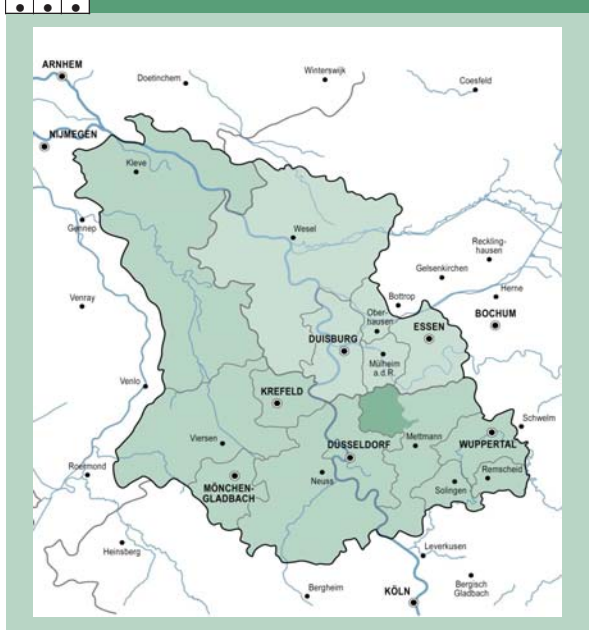 ARNHEM
Doetinchem
Winterswijk
Coesfeld
NIJMEGEN
Kleve
Gennep
Wesel
Reckling-
hausen
Gelsenkirchen
Herne
Venray
Bottrop
Ober-
hausen
BOCHUM
ESSEN
DUISBURG
Mülheim
a.d.R.
Venlo
KREFELD
Schwelm
Viersen
Mettmann
WUPPERTAL
DÜSSELDORF
Roermond
Neuss
Remscheid
MÖNCHEN-
GLADBACH
Solingen
Heinsberg
Leverkusen
Bergheim
KÖLN
Bergisch
Gladbach